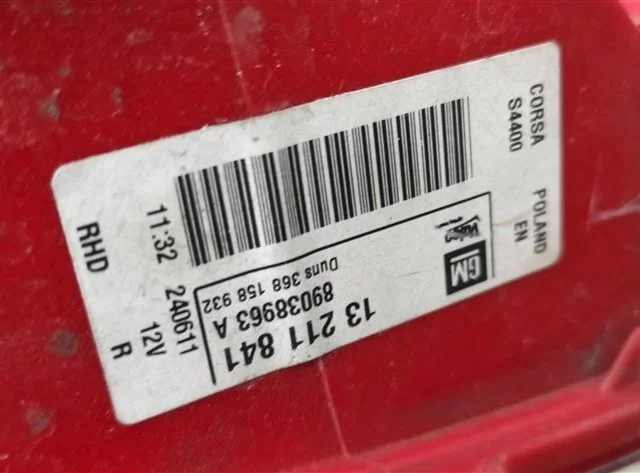 CORSA POLAND
S4400 EN
GM
13 211 841
89038963 A
Duns 368 158 932
11:32 240611 12V
RHD R